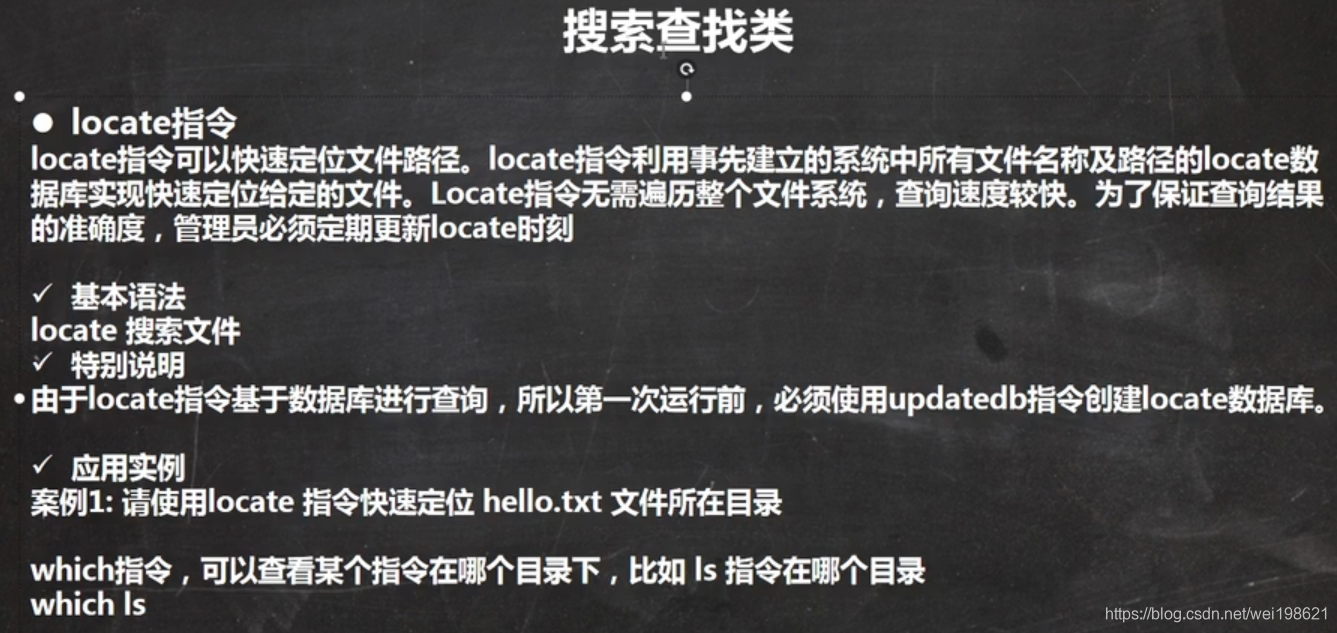 搜索查找类
● locate指令
locate指令可以快速定位文件路径。locate指令利用事先建立的系统中所有文件名称及路径的locate数
据库实现快速定位给定的文件。Locate指令无需遍历整个文件系统，查询速度较快。为了保证查询结果
的准确度，管理员必须定期更新locate时刻
✓ 基本语法
locate 搜索文件
✓ 特别说明
由于locate指令基于数据库进行查询，所以第一次运行前，必须使用updatedb指令创建locate数据库。
✓ 应用实例
案例1: 请使用locate 指令快速定位 hello.txt 文件所在目录
which指令，可以查看某个指令在哪个目录下，比如 ls 指令在哪个目录
which ls
https://blog.csdn.net/wei198621